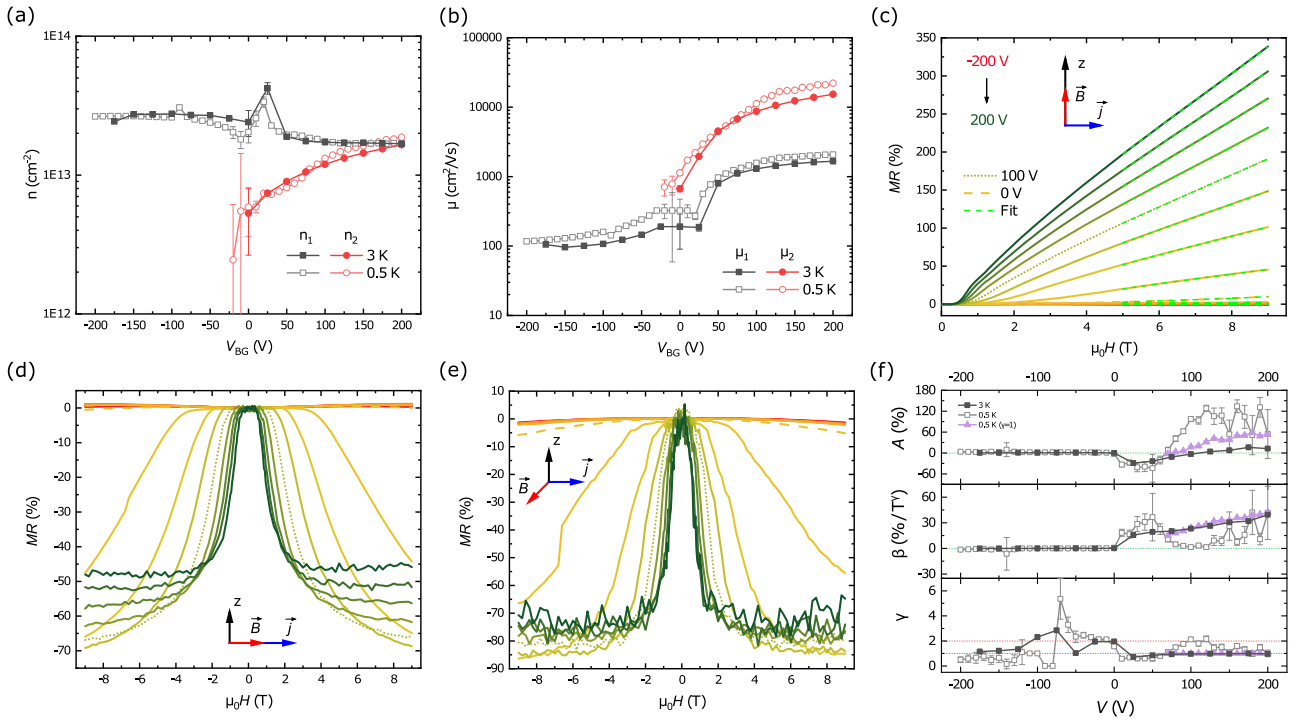 (a)
1E14
1E13
1E12
n (cm⁻²)
n₁ n₂
3 K
0.5 K
-200 -150 -100 -50 0 50 100 150 200
V_BG (V)
(b)
100000
10000
1000
100
10
μ (cm²/Vs)
μ₁ μ₂
3 K
0.5 K
-200 -150 -100 -50 0 50 100 150 200
V_BG (V)
(c)
350
300
250
200
150
100
50
0
MR (%)
-200 V
200 V
z
B
j
100 V
0 V
Fit
0 2 4 6 8
μ₀H (T)
(d)
0
-10
-20
-30
-40
-50
-60
-70
MR (%)
z
B
j
-8 -6 -4 -2 0 2 4 6 8
μ₀H (T)
(e)
10
0
-10
-20
-30
-40
-50
-60
-70
-80
-90
MR (%)
z
j
B
-8 -6 -4 -2 0 2 4 6 8
μ₀H (T)
(f)
-200 -100 0 100 200
180
120
60
0
-60
A (%)
3 K
0.5 K
0.5 K (γ=1)
60
30
0
-30
β (%/Tᵞ)
6
4
2
0
γ
-200 -100 0 100 200
V (V)